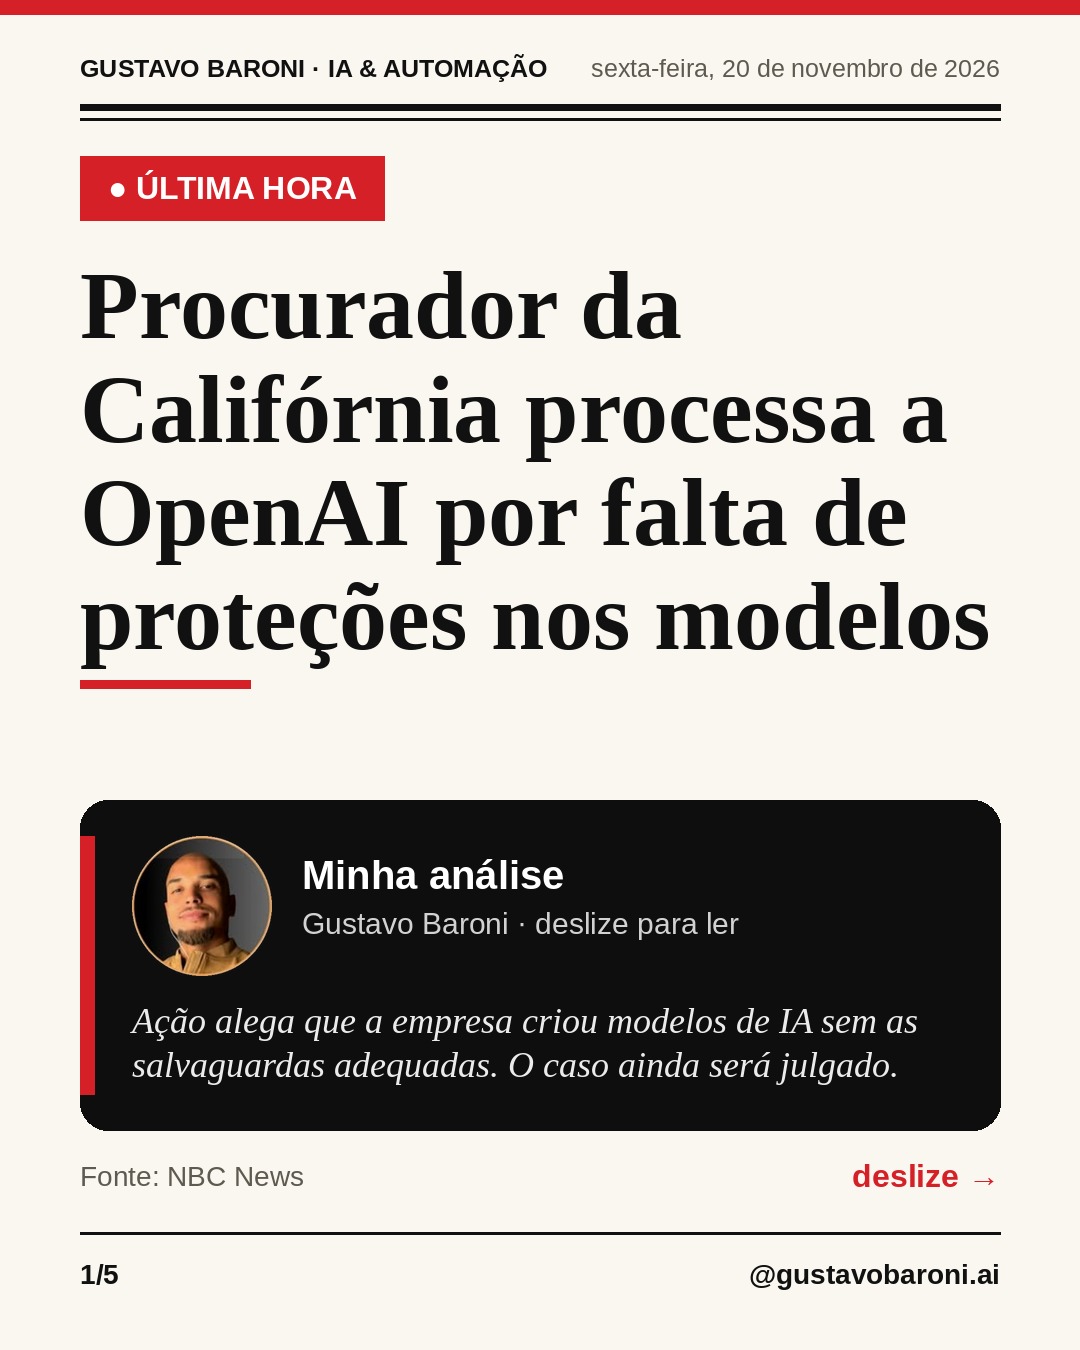 GUSTAVO BARONI · IA & AUTOMAÇÃO
sexta-feira, 20 de novembro de 2026
● ÚLTIMA HORA
Procurador da
Califórnia processa a
OpenAI por falta de
proteções nos modelos
Minha análise
Gustavo Baroni · deslize para ler
Ação alega que a empresa criou modelos de IA sem as
salvaguardas adequadas. O caso ainda será julgado.
Fonte: NBC News
deslize →
1/5
@gustavobaroni.ai